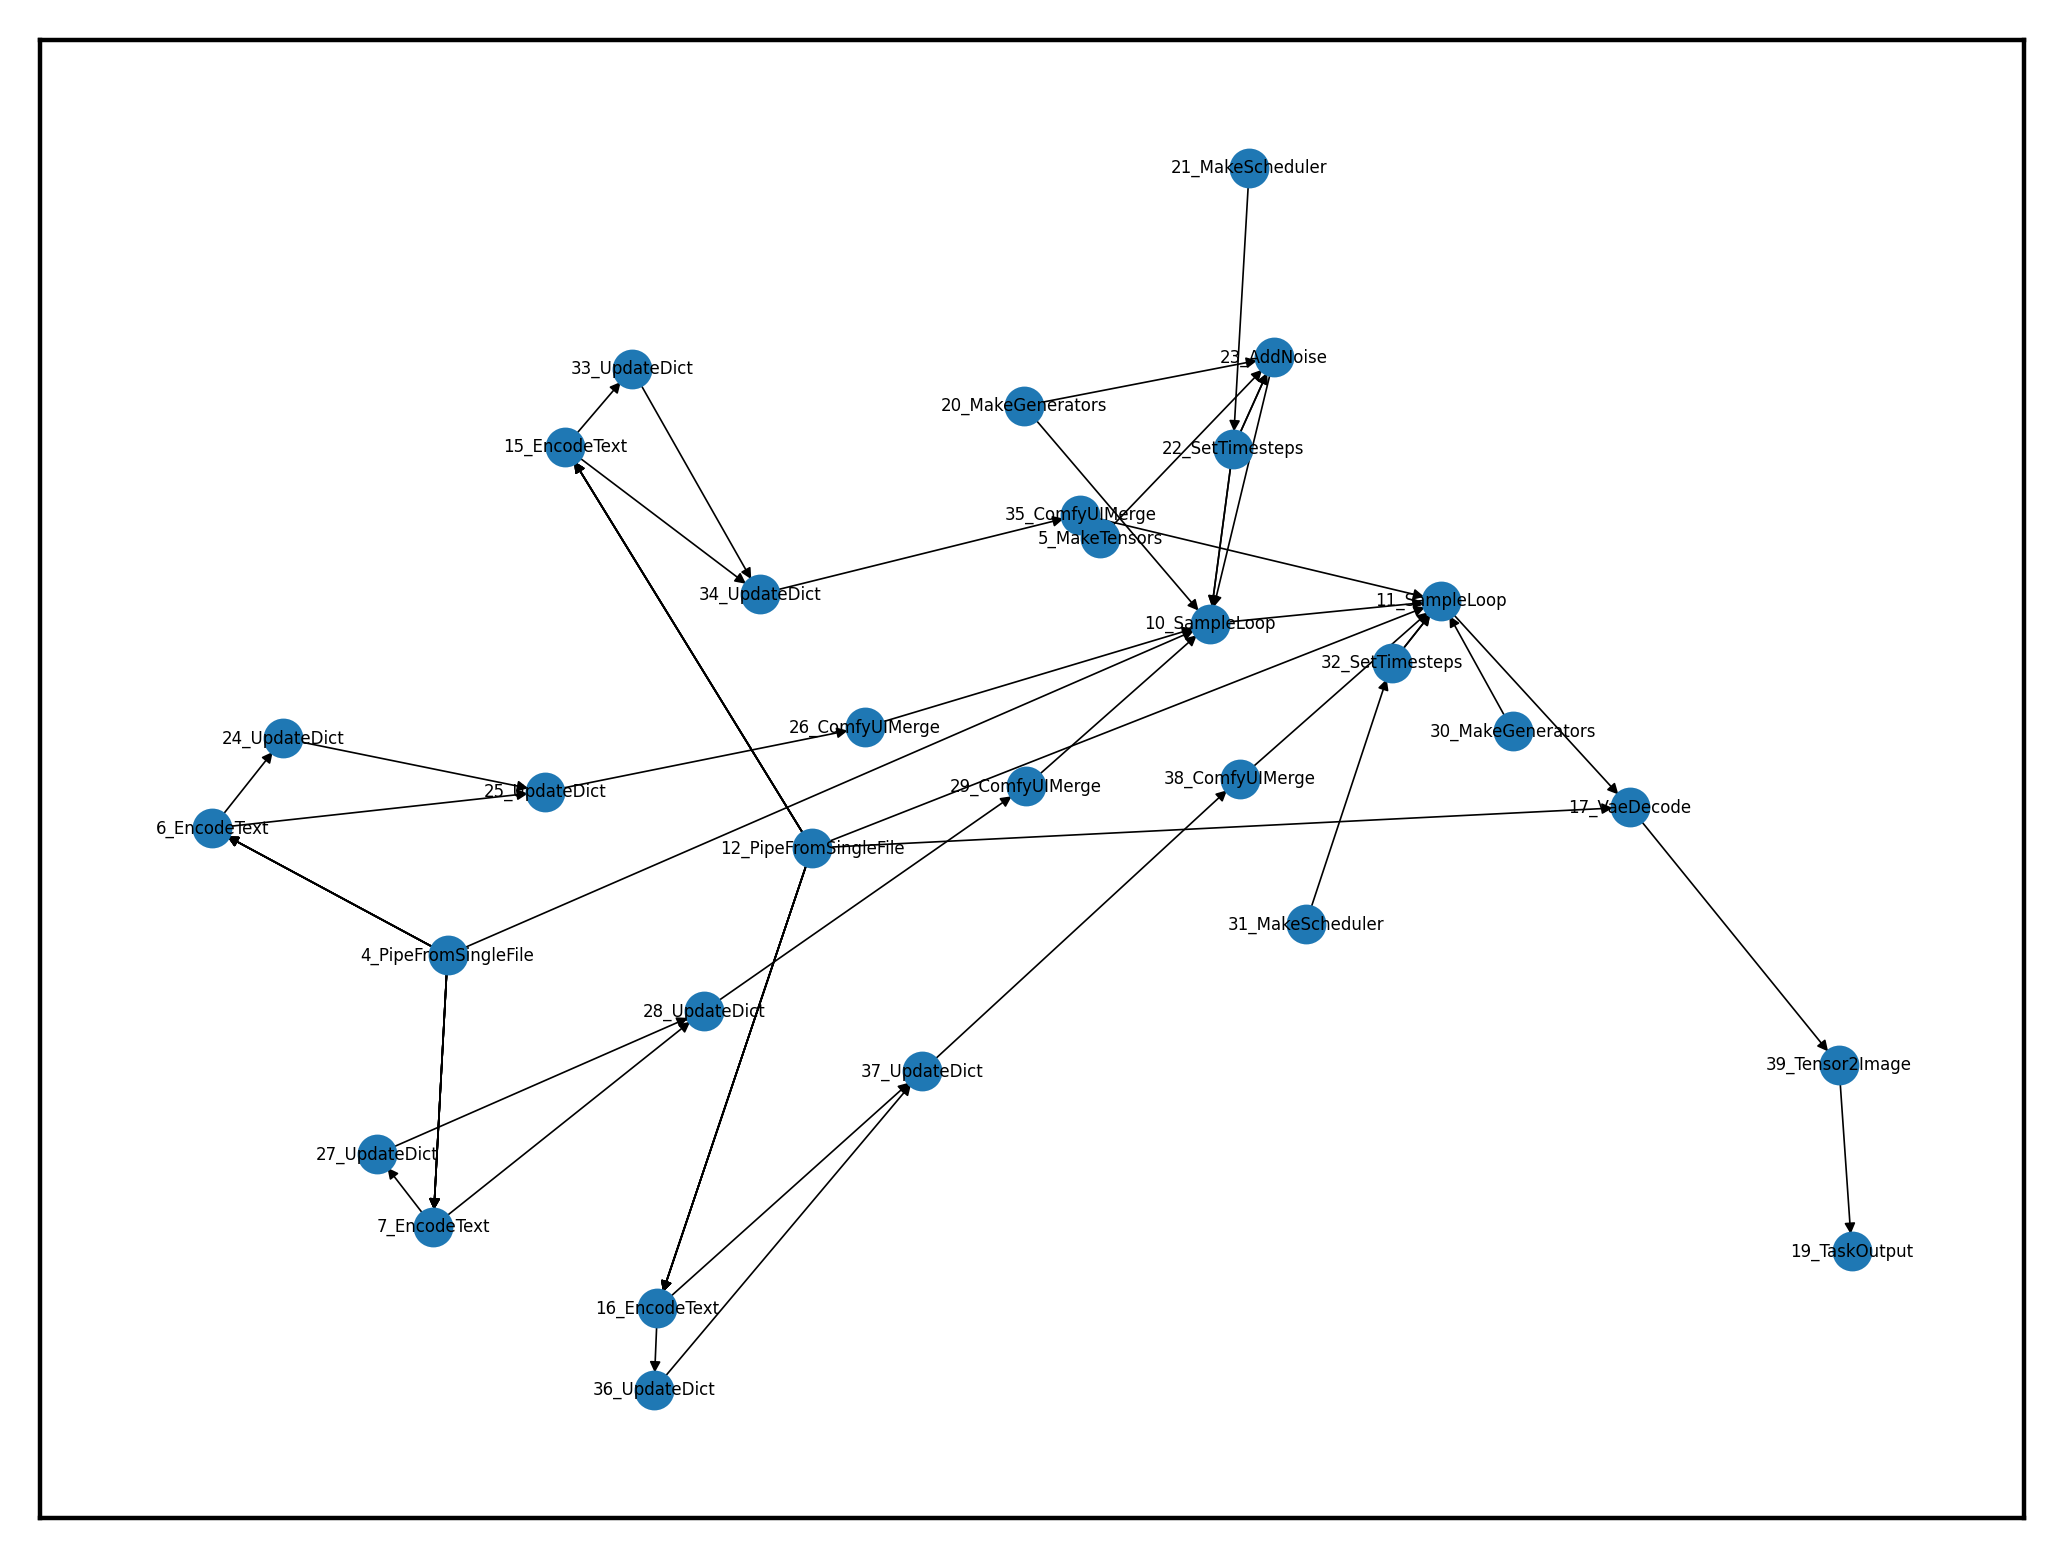 21_MakeScheduler
23_AddNoise
33_UpdateDict
20_MakeGenerators
15_EncodeText
22_SetTimesteps
35_ComfyUIMerge
5_MakeTensors
34_UpdateDict
11_SampleLoop
10_SampleLoop
32_SetTimesteps
26_ComfyUIMerge
30_MakeGenerators
24_UpdateDict
38_ComfyUIMerge
29_ComfyUIMerge
25_UpdateDict
17_VaeDecode
6_EncodeText
12_PipeFromSingleFile
31_MakeScheduler
4_PipeFromSingleFile
28_UpdateDict
39_Tensor2Image
37_UpdateDict
27_UpdateDict
7_EncodeText
19_TaskOutput
16_EncodeText
36_UpdateDict